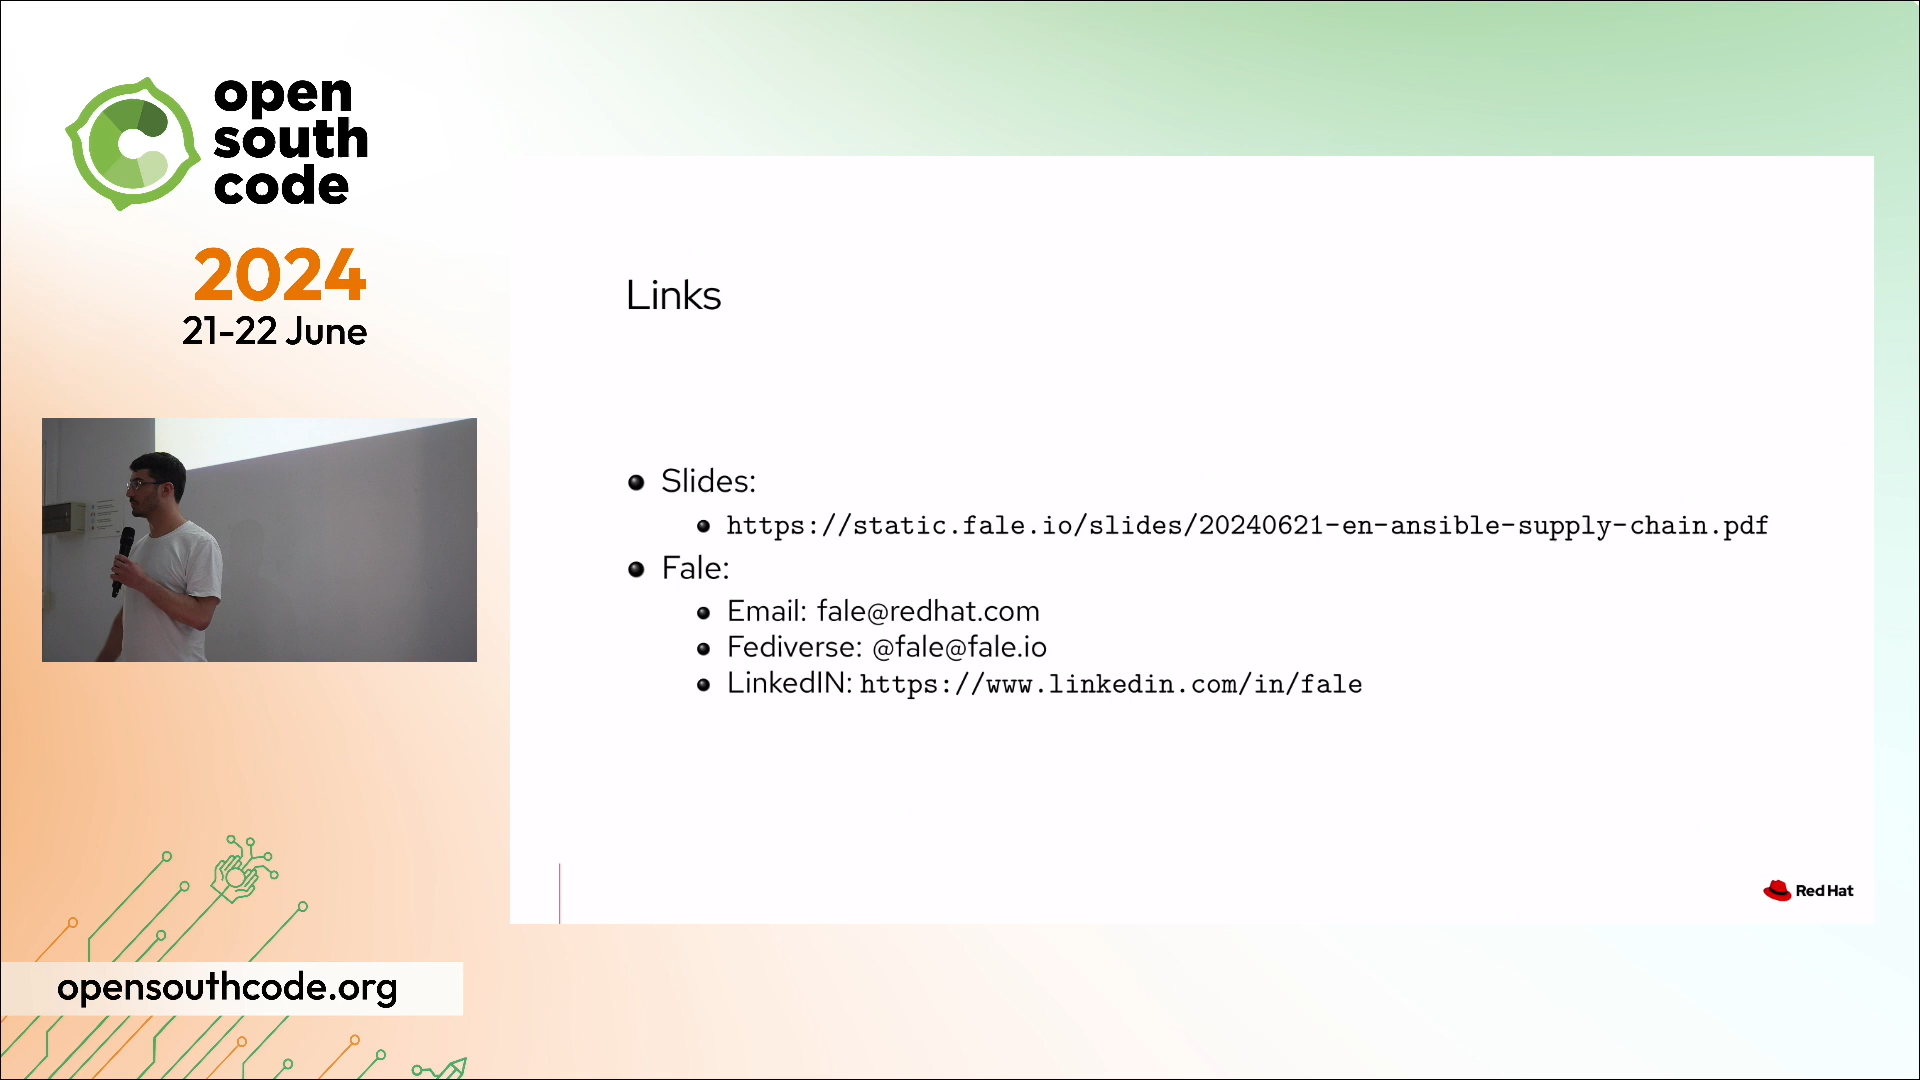 open
south
code
2024
21-22 June
Links
Slides:
https://static.fale.io/slides/20240621-en-ansible-supply-chain.pdf
Fale:
Email: fale@redhat.com
Fediverse: @fale@fale.io
LinkedIN: https://www.linkedin.com/in/fale
Red Hat
opensouthcode.org